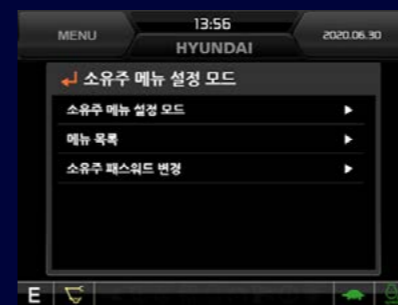 MENU
13:56
2020.06.30
HYUNDAI
소유주 메뉴 설정 모드
소유주 메뉴 설정 모드
메뉴 목록
소유주 패스워드 변경
E